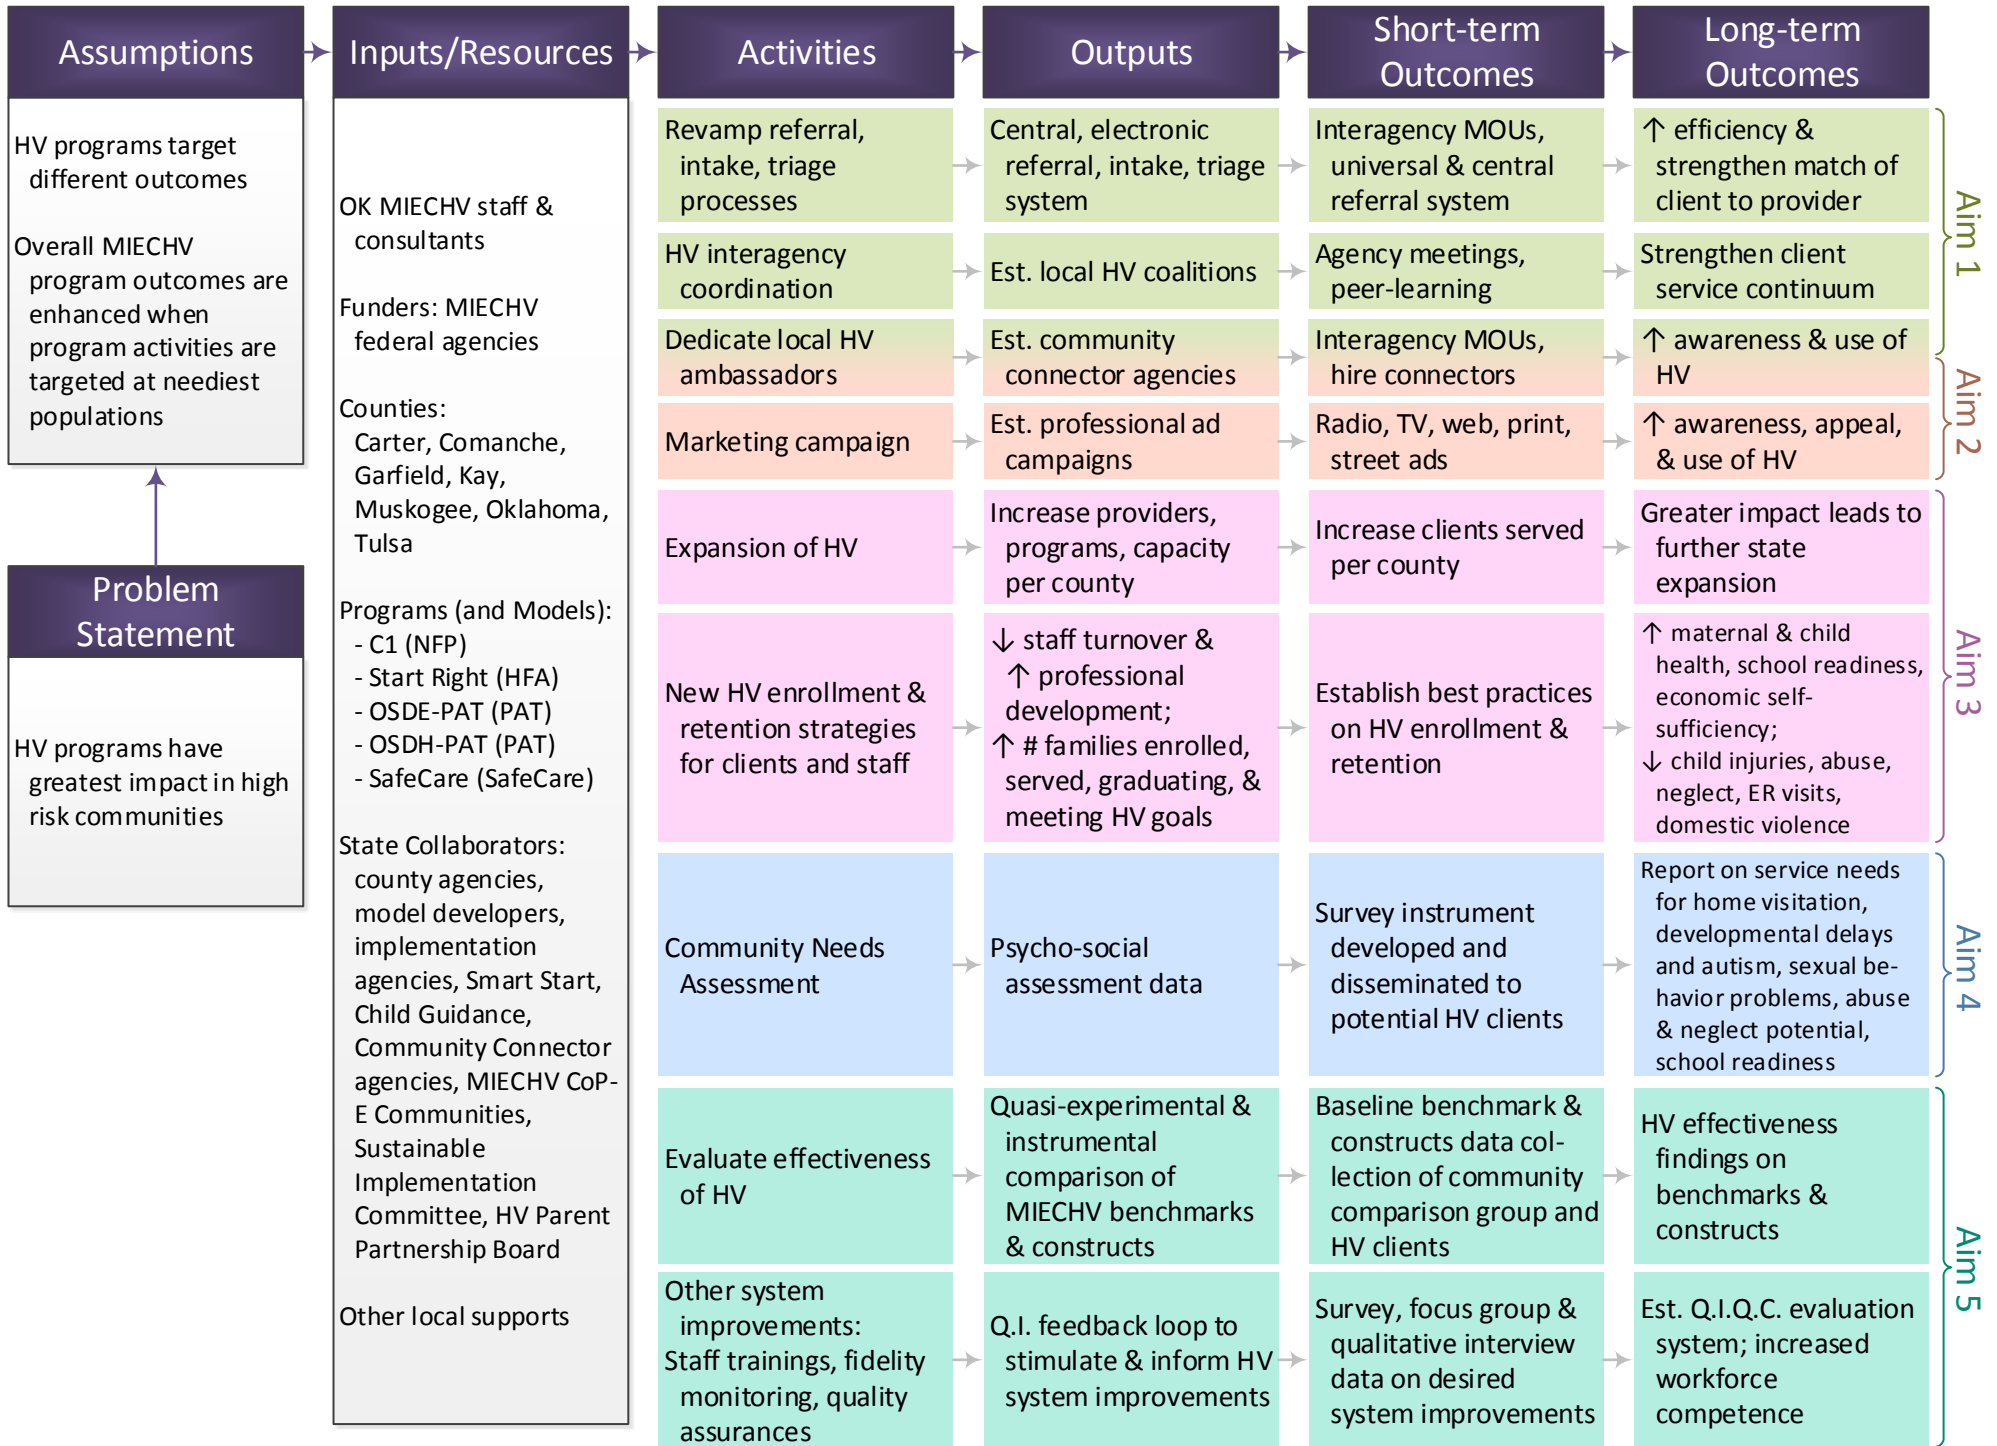 Assumptions
HV programs target
different outcomes
Overall MIECHV
program outcomes are
enhanced when
program activities are
targeted at neediest
populations
Problem
Statement
HV programs have
greatest impact in high
risk communities
Inputs/Resources
OK MIECHV staff &
consultants
Funders: MIECHV
federal agencies
Counties:
Carter, Comanche,
Garfield, Kay,
Muskogee, Oklahoma,
Tulsa
Programs (and Models):
- C1 (NFP)
- Start Right (HFA)
- OSDE-PAT (PAT)
- OSDH-PAT (PAT)
- SafeCare (SafeCare)
State Collaborators:
county agencies,
model developers,
implementation
agencies, Smart Start,
Child Guidance,
Community Connector
agencies, MIECHV CoP-
E Communities,
Sustainable
Implementation
Committee, HV Parent
Partnership Board
Other local supports
Activities
Outputs
Short-term
Outcomes
Long-term
Outcomes
Revamp referral,
intake, triage
processes
Central, electronic
referral, intake, triage
system
Interagency MOUs,
universal & central
referral system
↑ efficiency &
strengthen match of
client to provider
HV interagency
coordination
Est. local HV coalitions
Agency meetings,
peer-learning
Strengthen client
service continuum
Aim 1
Dedicate local HV
ambassadors
Est. community
connector agencies
Interagency MOUs,
hire connectors
↑ awareness & use of
HV
Marketing campaign
Est. professional ad
campaigns
Radio, TV, web, print,
street ads
↑ awareness, appeal,
& use of HV
Aim 2
Expansion of HV
Increase providers,
programs, capacity
per county
Increase clients served
per county
Greater impact leads to
further state
expansion
New HV enrollment &
retention strategies
for clients and staff
↓ staff turnover &
↑ professional
development;
↑ # families enrolled,
served, graduating, &
meeting HV goals
Establish best practices
on HV enrollment &
retention
↑ maternal & child
health, school readiness,
economic self-
sufficiency;
↓ child injuries, abuse,
neglect, ER visits,
domestic violence
Aim 3
Community Needs
Assessment
Psycho-social
assessment data
Survey instrument
developed and
disseminated to
potential HV clients
Report on service needs
for home visitation,
developmental delays
and autism, sexual be-
havior problems, abuse
& neglect potential,
school readiness
Aim 4
Evaluate effectiveness
of HV
Quasi-experimental &
instrumental
comparison of
MIECHV benchmarks
& constructs
Baseline benchmark &
constructs data col-
lection of community
comparison group and
HV clients
HV effectiveness
findings on
benchmarks &
constructs
Other system
improvements:
Staff trainings, fidelity
monitoring, quality
assurances
Q.I. feedback loop to
stimulate & inform HV
system improvements
Survey, focus group &
qualitative interview
data on desired
system improvements
Est. Q.I.Q.C. evaluation
system; increased
workforce
competence
Aim 5